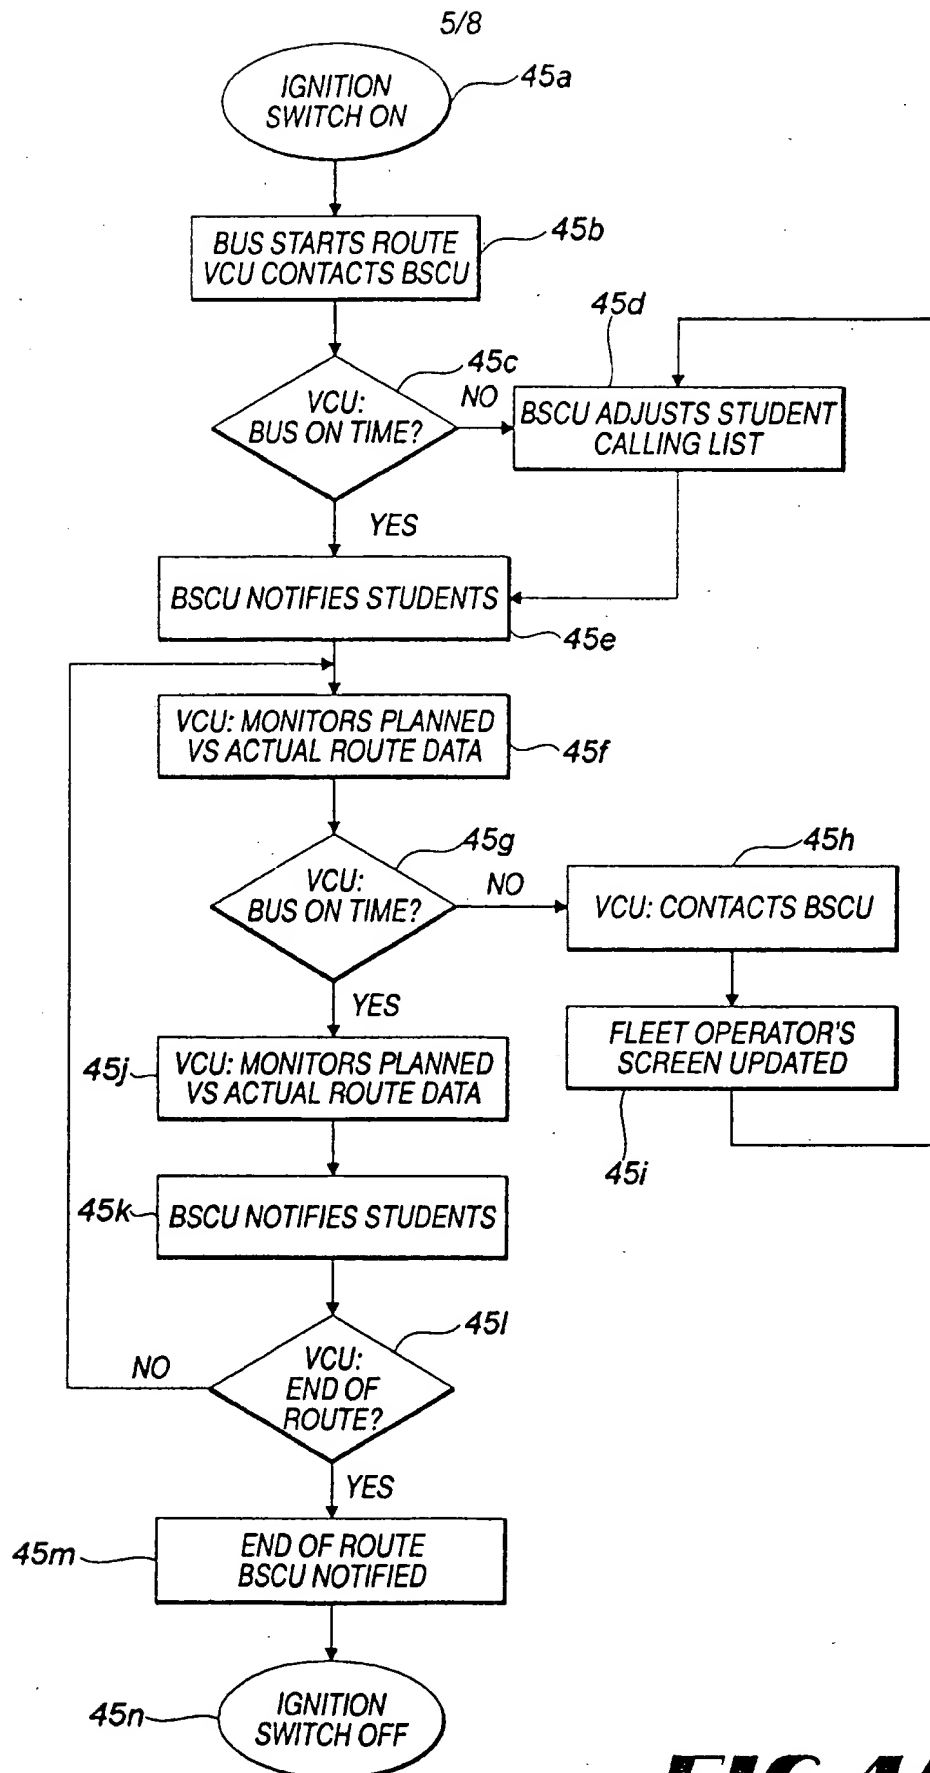 5/8
IGNITION
SWITCH ON
45a
BUS STARTS ROUTE
VCU CONTACTS BSCU
45b
VCU:
BUS ON TIME?
45c
NO
45d
BSCU ADJUSTS STUDENT
CALLING LIST
YES
BSCU NOTIFIES STUDENTS
45e
VCU: MONITORS PLANNED
VS ACTUAL ROUTE DATA
45f
VCU:
BUS ON TIME?
45g
NO
45h
VCU: CONTACTS BSCU
YES
FLEET OPERATOR'S
SCREEN UPDATED
45i
45j
VCU: MONITORS PLANNED
VS ACTUAL ROUTE DATA
45k
BSCU NOTIFIES STUDENTS
45l
VCU:
END OF
ROUTE?
NO
YES
45m
END OF ROUTE
BSCU NOTIFIED
45n
IGNITION
SWITCH OFF